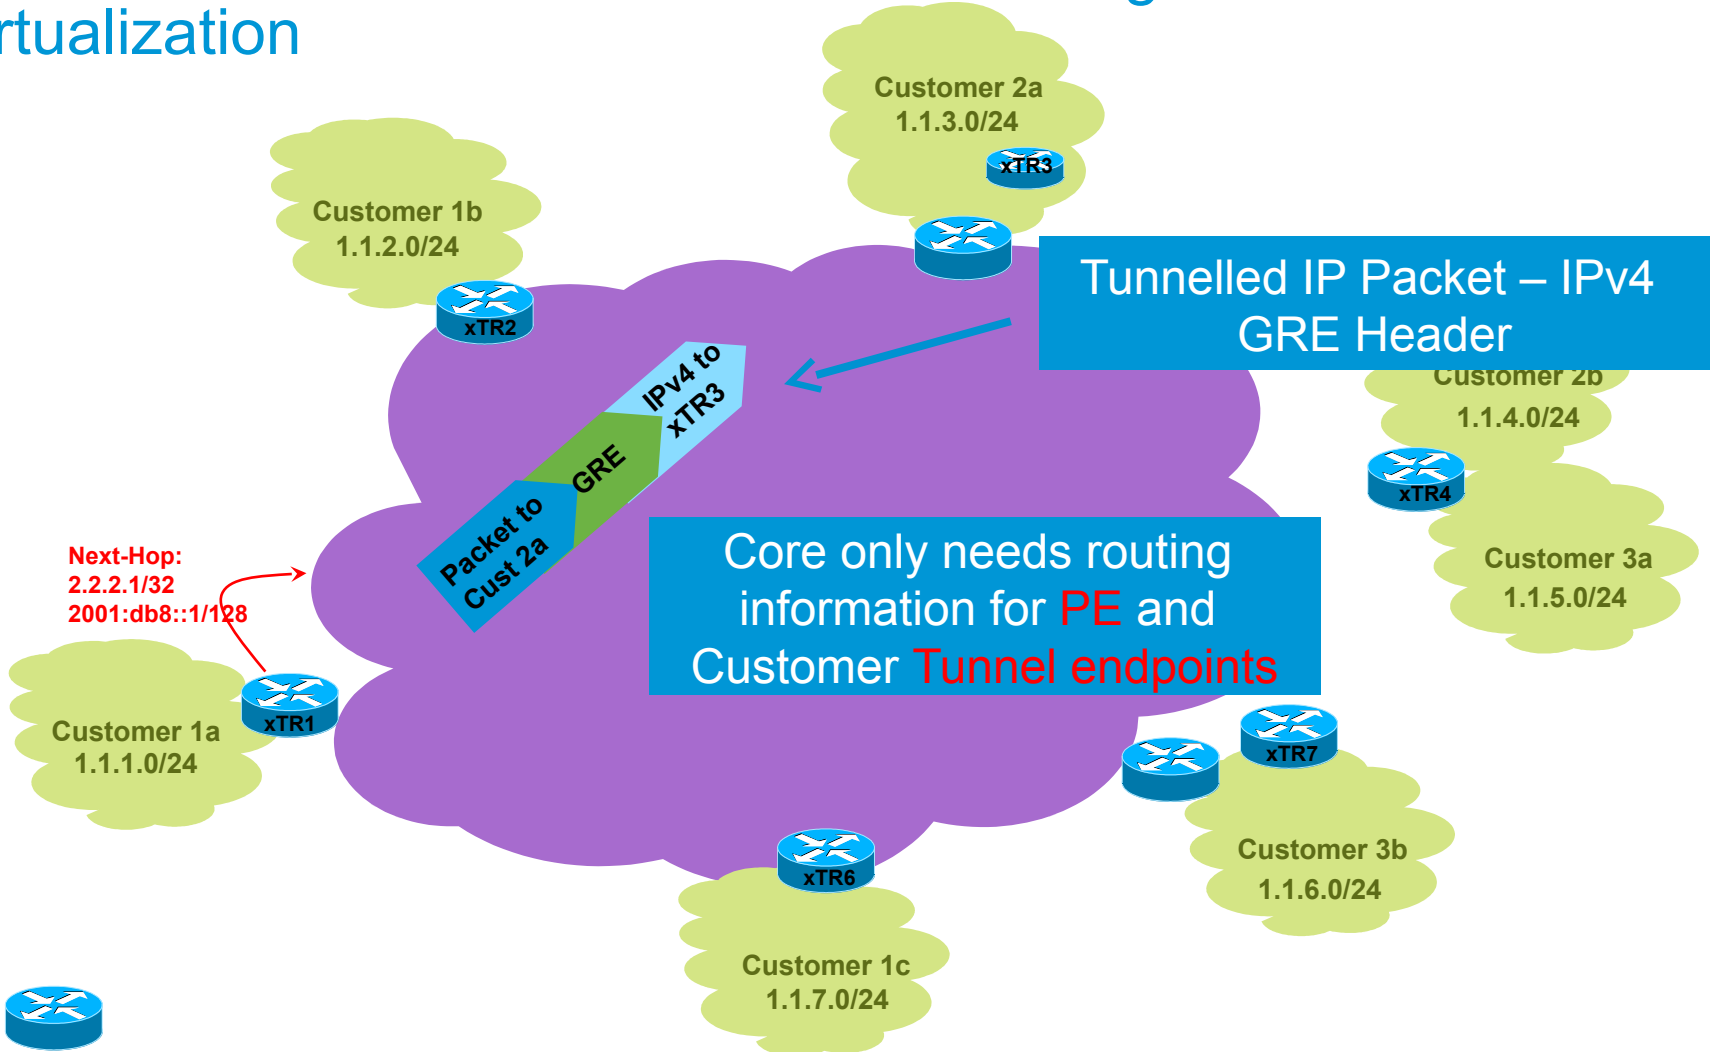 rtualization
Customer 2a
1.1.3.0/24
xTR3
Customer 1b
1.1.2.0/24
xTR2
Tunnelled IP Packet – IPv4
GRE Header
IPv4 to
xTR3
GRE
Packet to
Cust 2a
Customer 2b
1.1.4.0/24
xTR4
Core only needs routing
information for PE and
Customer Tunnel endpoints
Customer 3a
1.1.5.0/24
Next-Hop:
2.2.2.1/32
2001:db8::1/128
xTR1
Customer 1a
1.1.1.0/24
xTR7
Customer 3b
1.1.6.0/24
xTR6
Customer 1c
1.1.7.0/24